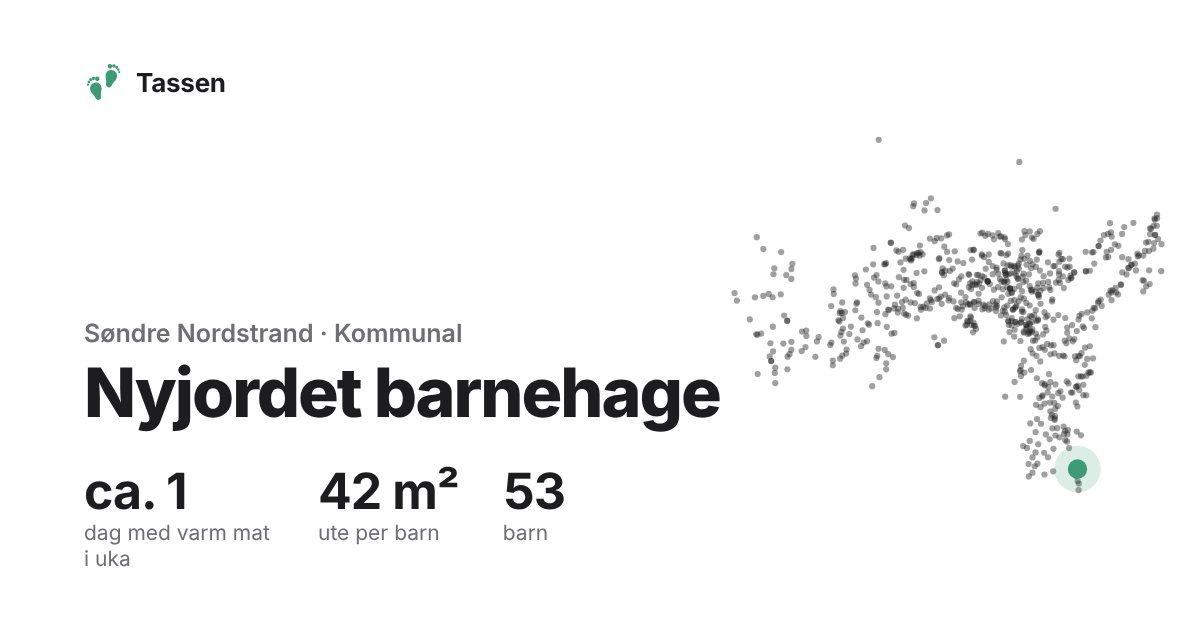 Tassen
Søndre Nordstrand · Kommunal
Nyjordet barnehage
ca. 1
dag med varm mat
i uka
42 m²
ute per barn
53
barn